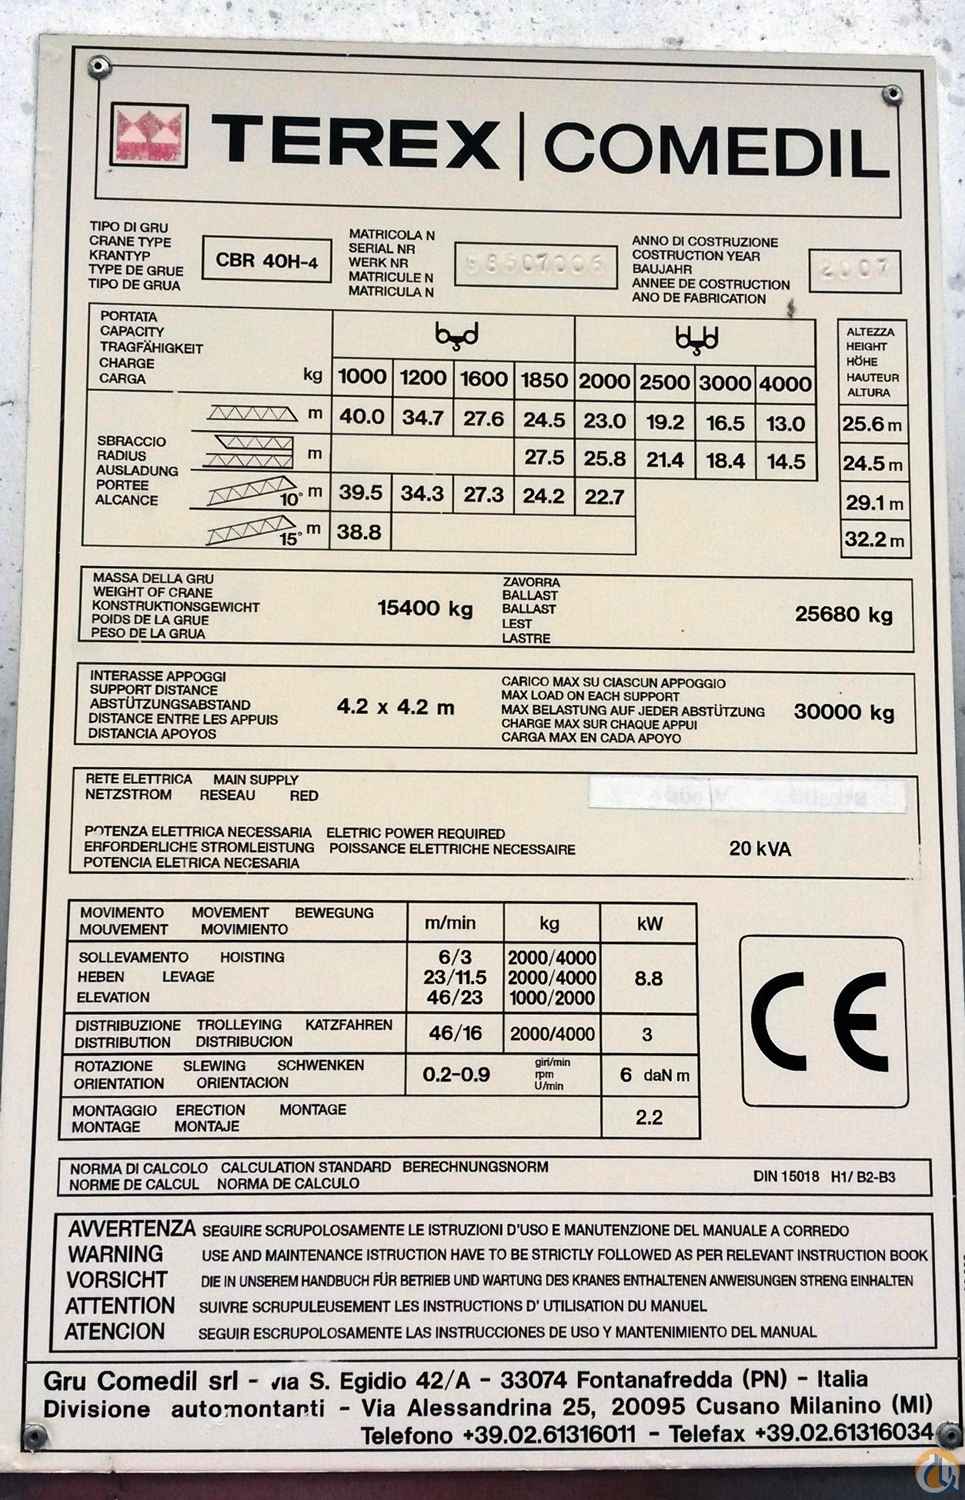 TEREX | COMEDIL
TIPO DI GRU
CRANE TYPE
KRANTYP
TYPE DE GRUE
TIPO DE GRUA
CBR 40H-4
MATRICOLA N
SERIAL NR
WERK NR
MATRICULE N
MATRICULA N
ANNO DI COSTRUZIONE
COSTRUCTION YEAR
BAUJAHR
ANNEE DE COSTRUCTION
ANO DE FABRICATION
2007
PORTATA
CAPACITY
TRAGFÄHIGKEIT
CHARGE
CARGA
kg 1000 1200 1600 1850 2000 2500 3000 4000
ALTEZZA
HEIGHT
HÖHE
HAUTEUR
ALTURA
SBRACCIO
RADIUS
AUSLADUNG
PORTEE
ALCANCE
m 40.0 34.7 27.6 24.5 23.0 19.2 16.5 13.0 25.6 m
m 27.5 25.8 21.4 18.4 14.5 24.5 m
10° m 39.5 34.3 27.3 24.2 22.7 29.1 m
15° m 38.8 32.2 m
MASSA DELLA GRU
WEIGHT OF CRANE
KONSTRUKTIONSGEWICHT
POIDS DE LA GRUE
PESO DE LA GRUA
15400 kg
ZAVORRA
BALLAST
BALLAST
LEST
LASTRE
25680 kg
INTERASSE APPOGGI
SUPPORT DISTANCE
ABSTÜTZUNGSABSTAND
DISTANCE ENTRE LES APPUIS
DISTANCIA APOYOS
4.2 x 4.2 m
CARICO MAX SU CIASCUN APPOGGIO
MAX LOAD ON EACH SUPPORT
MAX BELASTUNG AUF JEDER ABSTÜTZUNG
CHARGE MAX SUR CHAQUE APPUI
CARGA MAX EN CADA APOYO
30000 kg
RETE ELETTRICA MAIN SUPPLY
NETZSTROM RESEAU RED
POTENZA ELETTRICA NECESSARIA ELETRIC POWER REQUIRED
ERFORDERLICHE STROMLEISTUNG POISSANCE ELETTRICHE NECESSAIRE
POTENCIA ELETRICA NECESARIA
20 kVA
MOVIMENTO MOVEMENT BEWEGUNG
MOUVEMENT MOVIMIENTO
m/min kg kW
SOLLEVAMENTO HOISTING
HEBEN LEVAGE
ELEVATION
6/3 2000/4000
23/11.5 2000/4000
46/23 1000/2000
8.8
DISTRIBUZIONE TROLLEYING KATZFAHREN
DISTRIBUTION DISTRIBUCION
46/16 2000/4000 3
ROTAZIONE SLEWING SCHWENKEN
ORIENTATION ORIENTACION
0.2-0.9
giri/min
rpm
U/min
6 daN m
MONTAGGIO ERECTION MONTAGE
MONTAGE MONTAJE
2.2
CE
NORMA DI CALCOLO CALCULATION STANDARD BERECHNUNGSNORM
NORME DE CALCUL NORMA DE CALCULO
DIN 15018 H1/ B2-B3
AVVERTENZA SEGUIRE SCRUPOLOSAMENTE LE ISTRUZIONI D'USO E MANUTENZIONE DEL MANUALE A CORREDO
WARNING USE AND MAINTENANCE ISTRUCTION HAVE TO BE STRICTLY FOLLOWED AS PER RELEVANT INSTRUCTION BOOK
VORSICHT DIE IN UNSEREM HANDBUCH FÜR BETRIEB UND WARTUNG DES KRANES ENTHALTENEN ANWEISUNGEN STRENG EINHALTEN
ATTENTION SUIVRE SCRUPULEUSEMENT LES INSTRUCTIONS D' UTILISATION DU MANUEL
ATENCION SEGUIR ESCRUPOLOSAMENTE LAS INSTRUCCIONES DE USO Y MANTENIMIENTO DEL MANUAL
Gru Comedil srl - via S. Egidio 42/A - 33074 Fontanafredda (PN) - Italia
Divisione automontanti - Via Alessandrina 25, 20095 Cusano Milanino (MI)
Telefono +39.02.61316011 - Telefax +39.02.61316034